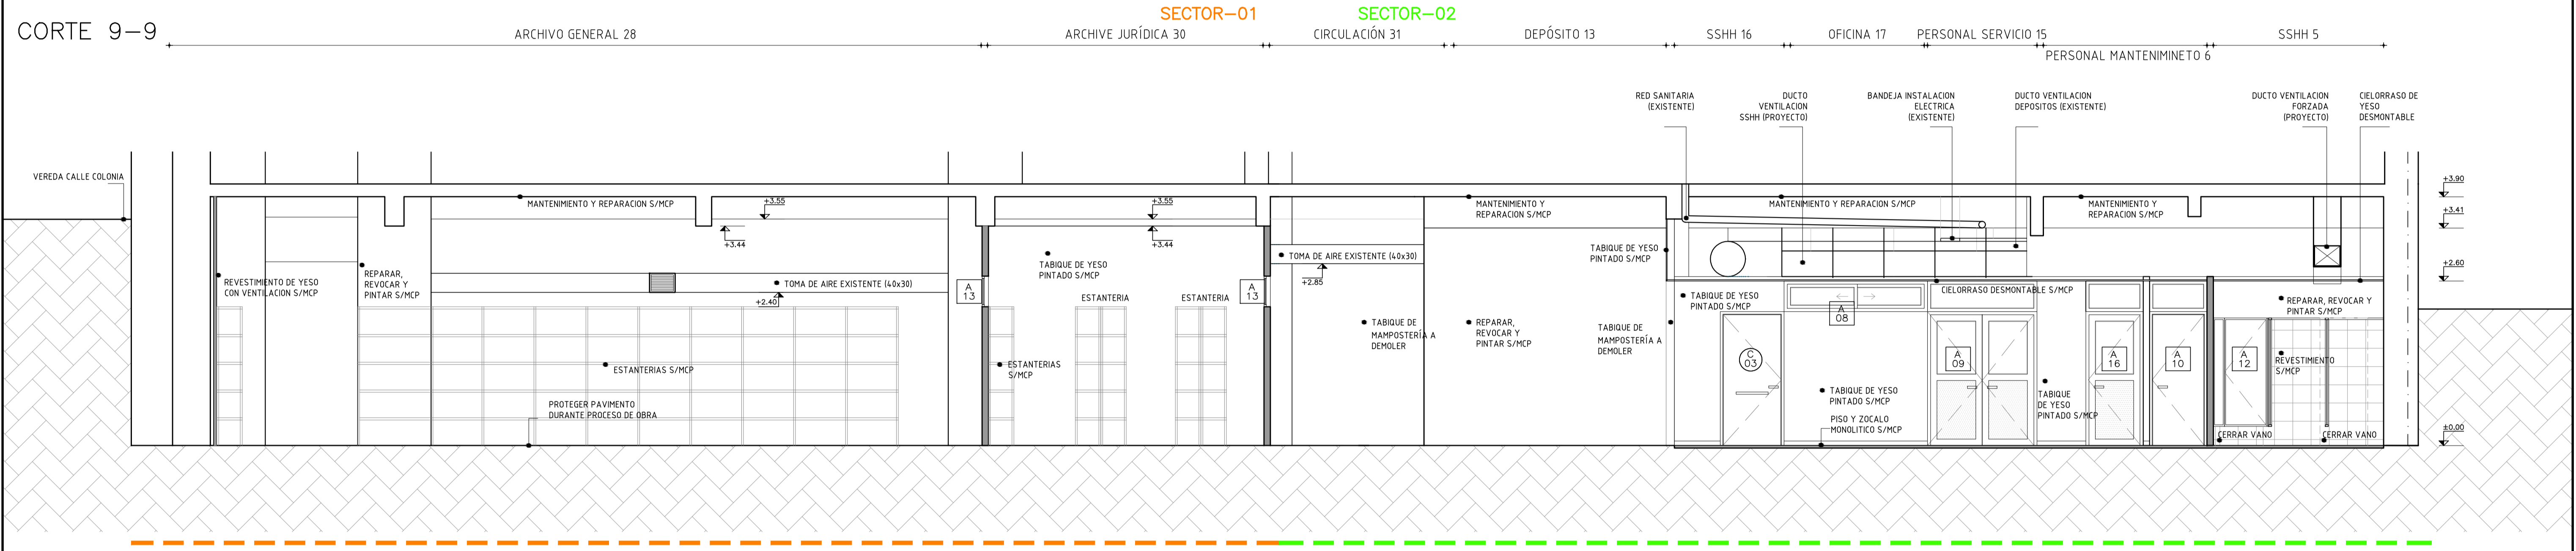 SECTOR-01
SECTOR-02
CORTE 9-9
ARCHIVO GENERAL 28
ARCHIVE JURÍDICA 30
CIRCULACIÓN 31
DEPÓSITO 13
SSHH 16
OFICINA 17
PERSONAL SERVICIO 15
SSHH 5
PERSONAL MANTENIMINETO 6
RED SANITARIA
(EXISTENTE)
DUCTO
VENTILACION
SSHH (PROYECTO)
BANDEJA INSTALACION
ELECTRICA
(EXISTENTE)
DUCTO VENTILACION
DEPOSITOS (EXISTENTE)
DUCTO VENTILACION
FORZADA
(PROYECTO)
CIELORRASO DE
YESO
DESMONTABLE
VEREDA CALLE COLONIA
MANTENIMIENTO Y REPARACION S/MCP
+3.55
+3.55
MANTENIMIENTO Y
REPARACION S/MCP
MANTENIMIENTO Y REPARACION S/MCP
MANTENIMIENTO Y
REPARACION S/MCP
+3.90
+3.41
+3.44
+3.44
TABIQUE DE YESO
PINTADO S/MCP
TOMA DE AIRE EXISTENTE (40x30)
TABIQUE DE YESO
PINTADO S/MCP
+2.60
REVESTIMIENTO DE YESO
CON VENTILACION S/MCP
REPARAR,
REVOCAR Y
PINTAR S/MCP
TOMA DE AIRE EXISTENTE (40x30)
+2.40
A
13
ESTANTERIA
ESTANTERIA
A
13
+2.85
TABIQUE DE YESO
PINTADO S/MCP
CIELORRASO DESMONTABLE S/MCP
REPARAR, REVOCAR Y
PINTAR S/MCP
A
08
TABIQUE DE
MAMPOSTERÍA A
DEMOLER
REPARAR,
REVOCAR Y
PINTAR S/MCP
TABIQUE DE
MAMPOSTERÍA A
DEMOLER
ESTANTERIAS S/MCP
ESTANTERIAS
S/MCP
C
03
A
09
A
16
A
10
A
12
REVESTIMIENTO
S/MCP
TABIQUE DE YESO
PINTADO S/MCP
TABIQUE
DE YESO
PINTADO S/MCP
PROTEGER PAVIMENTO
DURANTE PROCESO DE OBRA
PISO Y ZOCALO
MONOLITICO S/MCP
CERRAR VANO
CERRAR VANO
±0.00